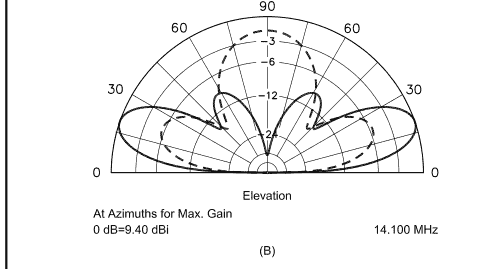 90
60
60
-3
-6
30
30
-12
-24
0
0
Elevation
At Azimuths for Max. Gain
0 dB=9.40 dBi
14.100 MHz
(B)